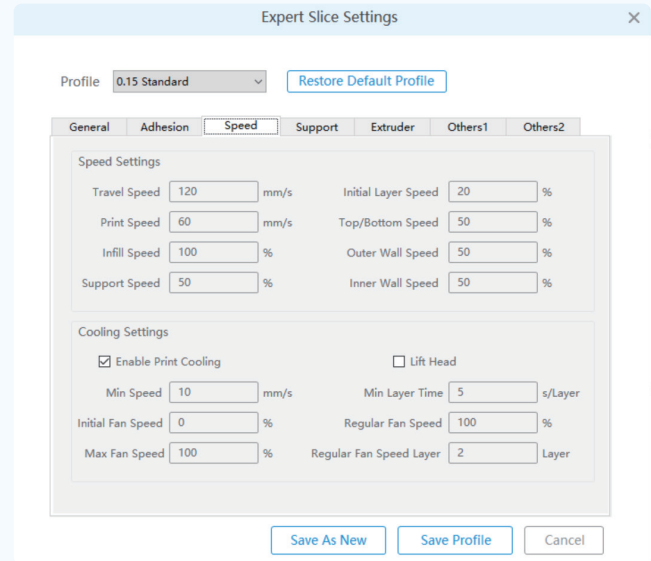 Expert Slice Settings
Profile 0.15 Standard Restore Default Profile
General Adhesion Speed Support Extruder Others1 Others2
Speed Settings
Travel Speed 120 mm/s Initial Layer Speed 20 %
Print Speed 60 mm/s Top/Bottom Speed 50 %
Infill Speed 100 % Outer Wall Speed 50 %
Support Speed 50 % Inner Wall Speed 50 %
Cooling Settings
Enable Print Cooling Lift Head
Min Speed 10 mm/s Min Layer Time 5 s/Layer
Initial Fan Speed 0 % Regular Fan Speed 100 %
Max Fan Speed 100 % Regular Fan Speed Layer 2 Layer
Save As New Save Profile Cancel